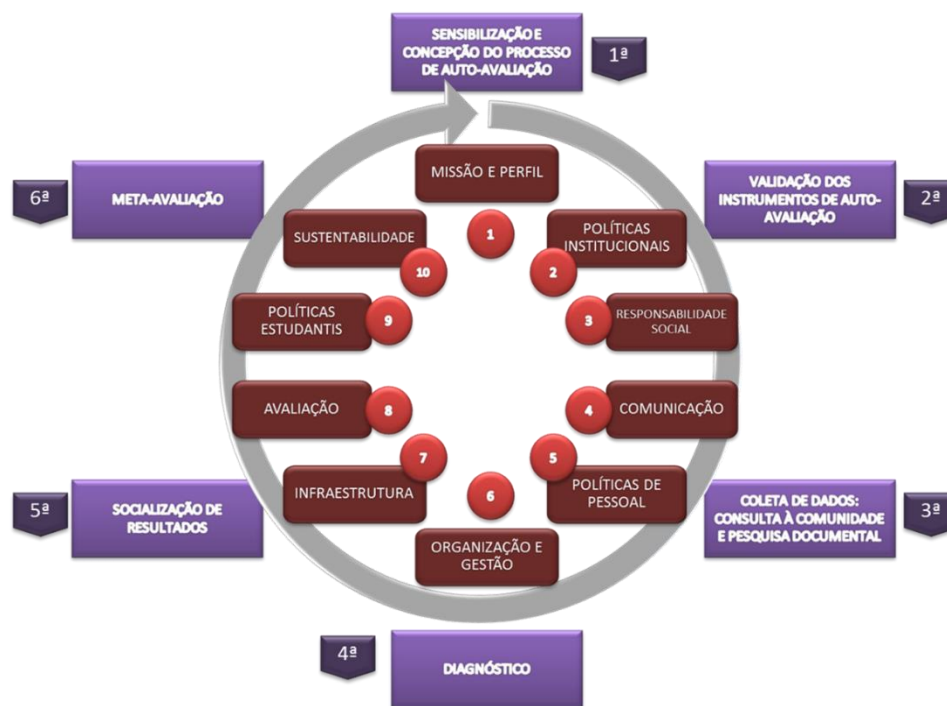 SENSIBILIZAÇÃO E
CONCEPÇÃO DO PROCESSO
DE AUTO-AVALIAÇÃO
1ª
VALIDAÇÃO DOS
INSTRUMENTOS DE AUTO-
AVALIAÇÃO
2ª
COLETA DE DADOS:
CONSULTA À COMUNIDADE
E PESQUISA DOCUMENTAL
3ª
4ª
DIAGNÓSTICO
5ª
SOCIALIZAÇÃO DE
RESULTADOS
6ª
META-AVALIAÇÃO
MISSÃO E PERFIL
1
POLÍTICAS
INSTITUCIONAIS
2
RESPONSABILIDADE
SOCIAL
3
COMUNICAÇÃO
4
POLÍTICAS DE
PESSOAL
5
ORGANIZAÇÃO E
GESTÃO
6
INFRAESTRUTURA
7
AVALIAÇÃO
8
POLÍTICAS
ESTUDANTIS
9
SUSTENTABILIDADE
10